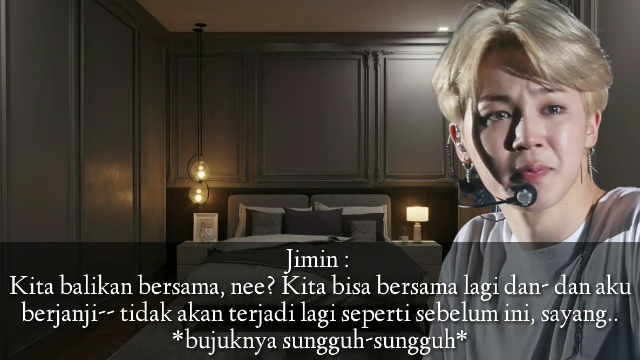 Jimin :
Kita balikan bersama, nee? Kita bisa bersama lagi dan- dan aku
berjanji-- tidak akan terjadi lagi seperti sebelum ini, sayang..
*bujuknya sungguh-sungguh*